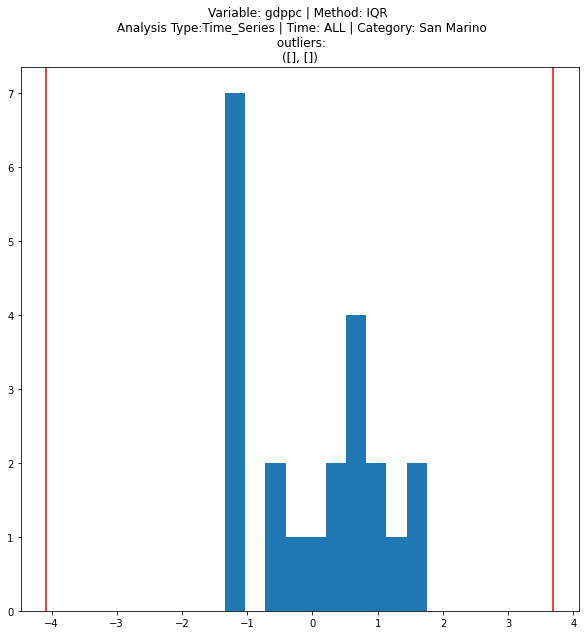 Variable: gdppc | Method: IQR
Analysis Type:Time_Series | Time: ALL | Category: San Marino
outliers:
([], [])
7
6
5
4
3
2
1
0
−4 −3 −2 −1 0 1 2 3 4